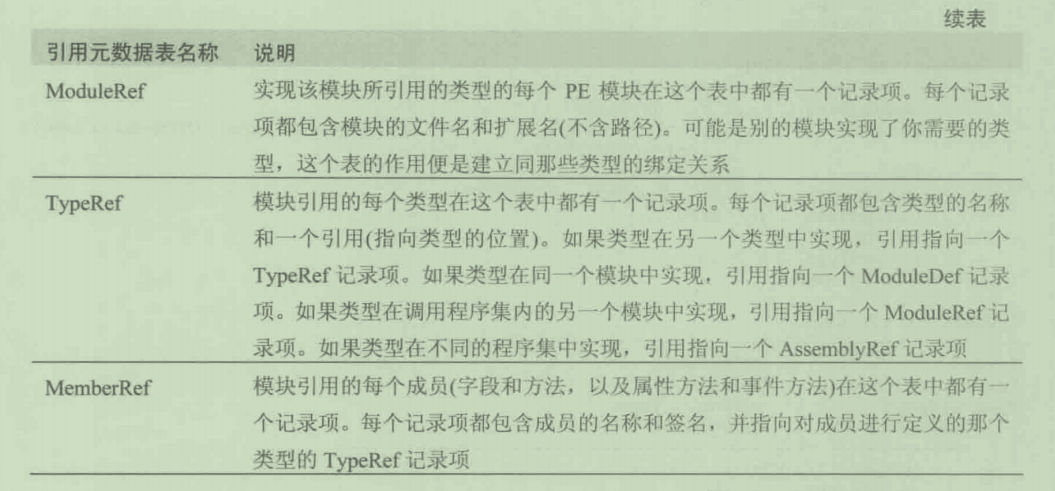 续表
引用元数据表名称 说明
ModuleRef 实现该模块所引用的类型的每个 PE 模块在这个表中都有一个记录项。每个记录
项都包含模块的文件名和扩展名(不含路径)。可能是别的模块实现了你需要的类
型，这个表的作用便是建立同那些类型的绑定关系
TypeRef 模块引用的每个类型在这个表中都有一个记录项。每个记录项都包含类型的名称
和一个引用(指向类型的位置)。如果类型在另一个类型中实现，引用指向一个
TypeRef 记录项。如果类型在同一个模块中实现，引用指向一个 ModuleDef 记录
项。如果类型在调用程序集内的另一个模块中实现，引用指向一个 ModuleRef 记
录项。如果类型在不同的程序集中实现，引用指向一个 AssemblyRef 记录项
MemberRef 模块引用的每个成员(字段和方法，以及属性方法和事件方法)在这个表中都有一
个记录项。每个记录项都包含成员的名称和签名，并指向对成员进行定义的那个
类型的 TypeRef 记录项